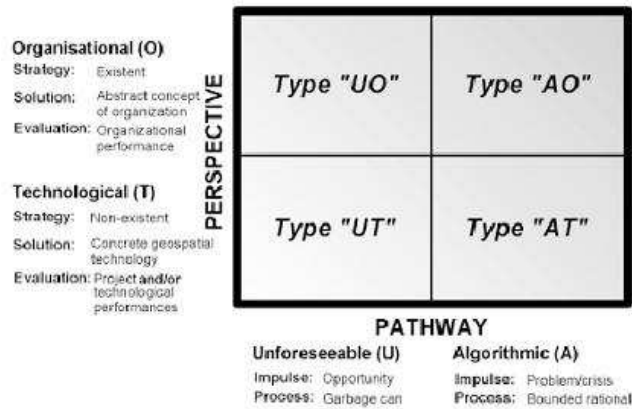 Organisational (O)
Strategy: Existent
Solution: Abstract concept
of organization
Evaluation: Organizational
performance
Technological (T)
Strategy: Non-existent
Solution: Concrete geospatial
technology
Evaluation: Project and/or
technological
performances
PERSPECTIVE
Type "UO" Type "AO"
Type "UT" Type "AT"
PATHWAY
Unforeseeable (U) Algorithmic (A)
Impulse: Opportunity Impulse: Problem/crisis
Process: Garbage can Process: Bounded rational